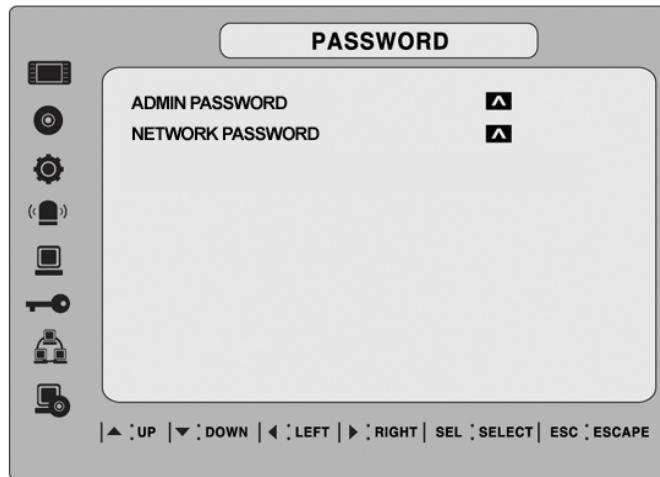 PASSWORD
ADMIN PASSWORD
NETWORK PASSWORD
▲ : UP | ▼ : DOWN | ◀ : LEFT | ▶ : RIGHT | SEL : SELECT | ESC : ESCAPE